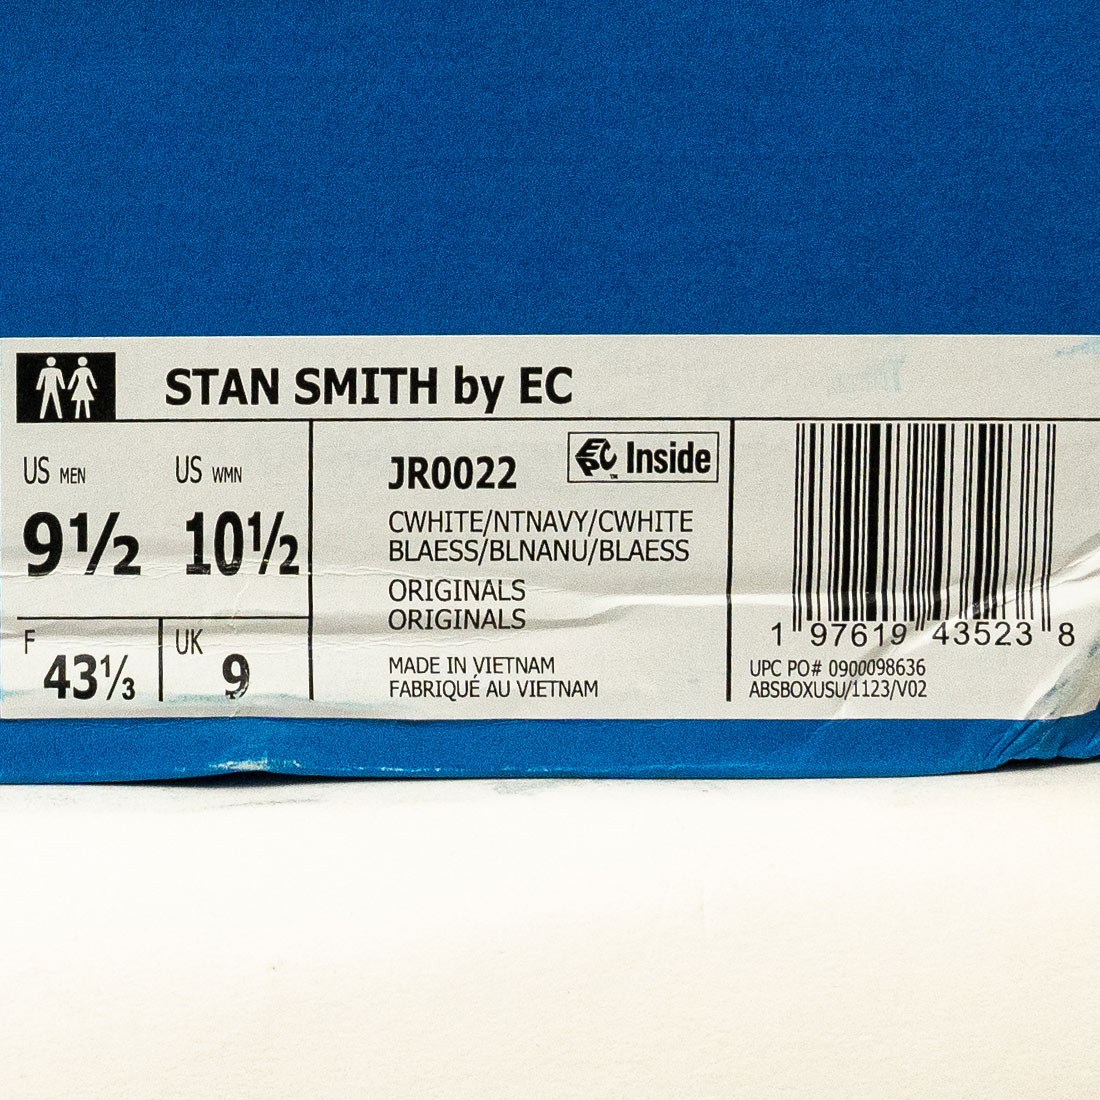 STAN SMITH by EC
US MEN
US WMN
9½
10½
F
43⅓
UK
9
JR0022
EC Inside
™
CWHITE/NTNAVY/CWHITE
BLAESS/BLNANU/BLAESS
ORIGINALS
ORIGINALS
MADE IN VIETNAM
FABRIQUÉ AU VIETNAM
1 97619 43523 8
UPC PO# 0900098636
ABSBOXUSU/1123/V02